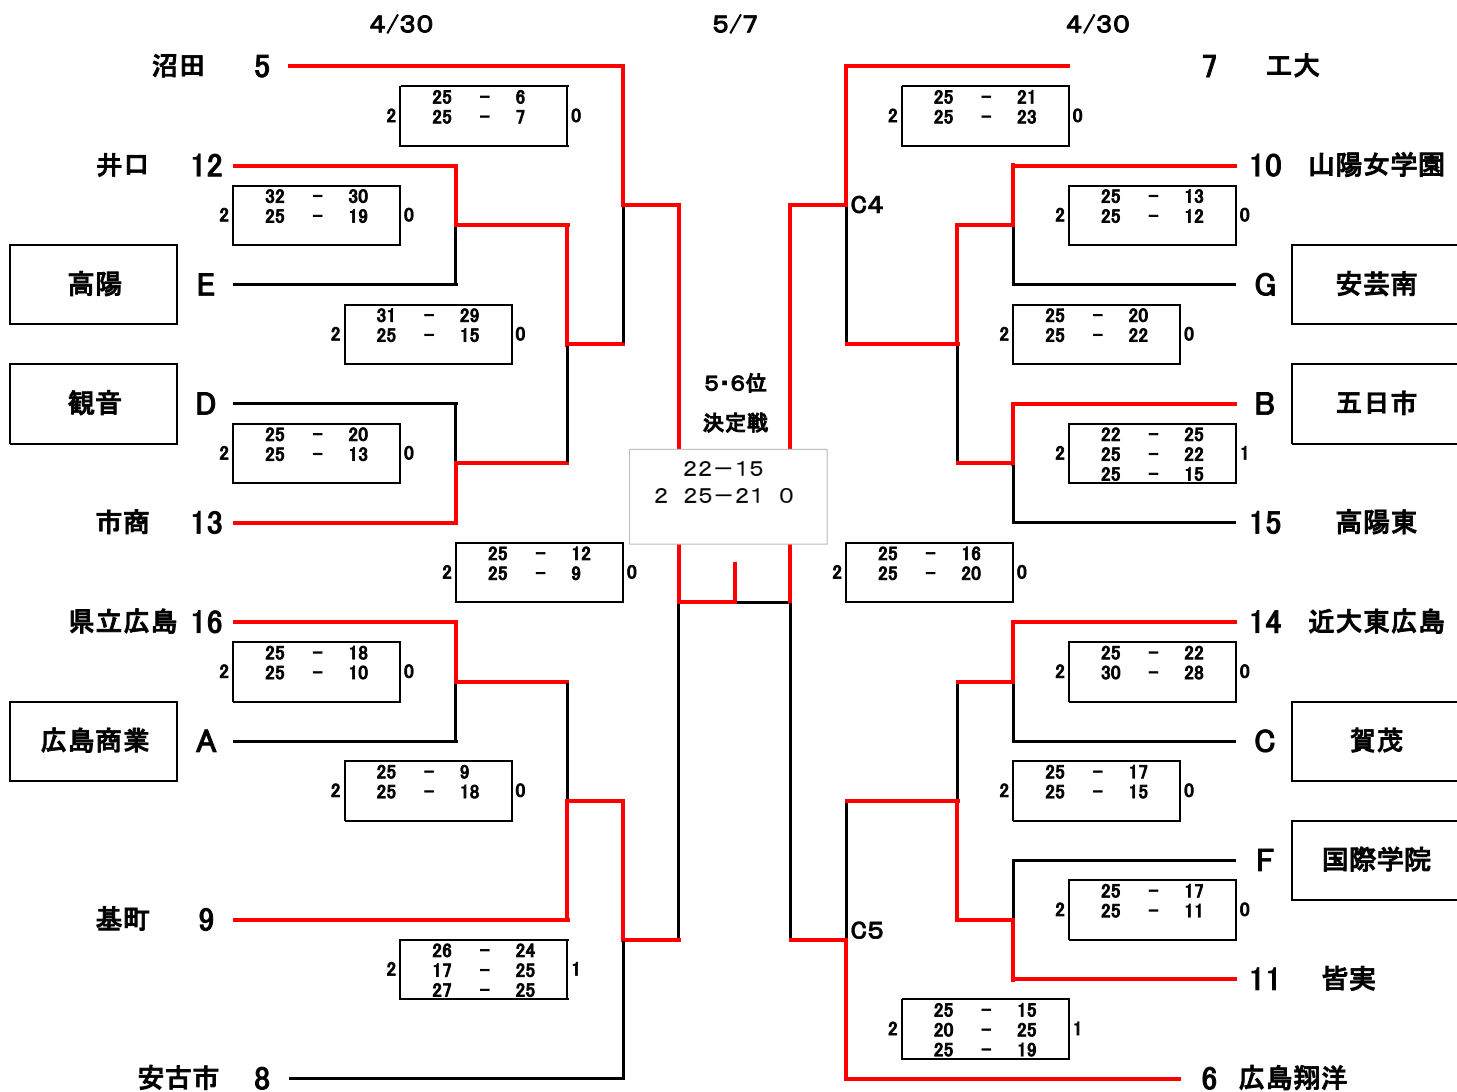 4/30
5/7
4/30
沼田 5
7 工大
25 - 6
2 25 - 7 0
25 - 21
2 25 - 23 0
井口 12
10 山陽女学園
32 - 30
2 25 - 19 0
C4
25 - 13
2 25 - 12 0
高陽 E
G 安芸南
31 - 29
2 25 - 15 0
25 - 20
2 25 - 22 0
5・6位
決定戦
観音 D
B 五日市
25 - 20
2 25 - 13 0
22 - 25
2 25 - 22 1
25 - 15
22－15
2 25－21 0
市商 13
15 高陽東
25 - 12
2 25 - 9 0
25 - 16
2 25 - 20 0
県立広島 16
14 近大東広島
25 - 18
2 25 - 10 0
25 - 22
2 30 - 28 0
広島商業 A
C 賀茂
25 - 9
2 25 - 18 0
25 - 17
2 25 - 15 0
F 国際学院
25 - 17
2 25 - 11 0
基町 9
C5
26 - 24
2 17 - 25 1
27 - 25
11 皆実
25 - 15
2 20 - 25 1
25 - 19
安古市 8
6 広島翔洋